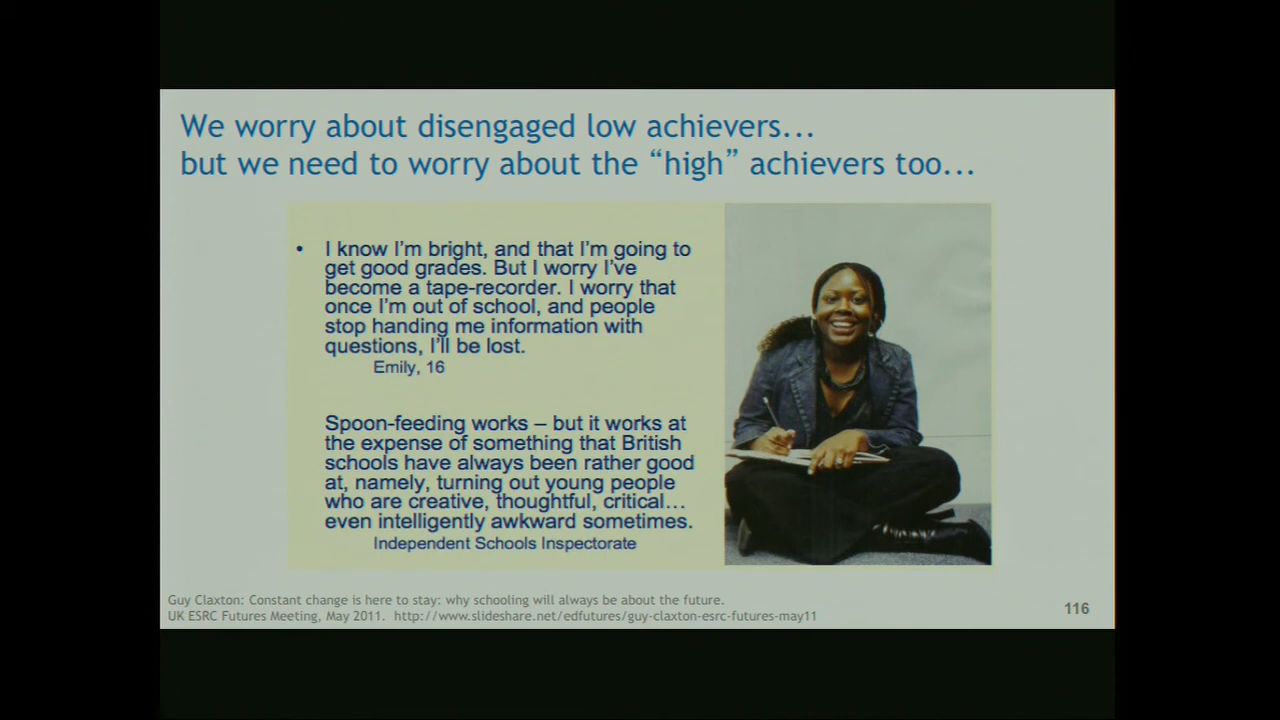 We worry about disengaged low achievers...
but we need to worry about the “high” achievers too...
• I know I’m bright, and that I’m going to
get good grades. But I worry I’ve
become a tape-recorder. I worry that
once I’m out of school, and people
stop handing me information with
questions, I’ll be lost.
Emily, 16
Spoon-feeding works – but it works at
the expense of something that British
schools have always been rather good
at, namely, turning out young people
who are creative, thoughtful, critical…
even intelligently awkward sometimes.
Independent Schools Inspectorate
Guy Claxton: Constant change is here to stay: why schooling will always be about the future.
UK ESRC Futures Meeting, May 2011. http://www.slideshare.net/edfutures/guy-claxton-esrc-futures-may11
116